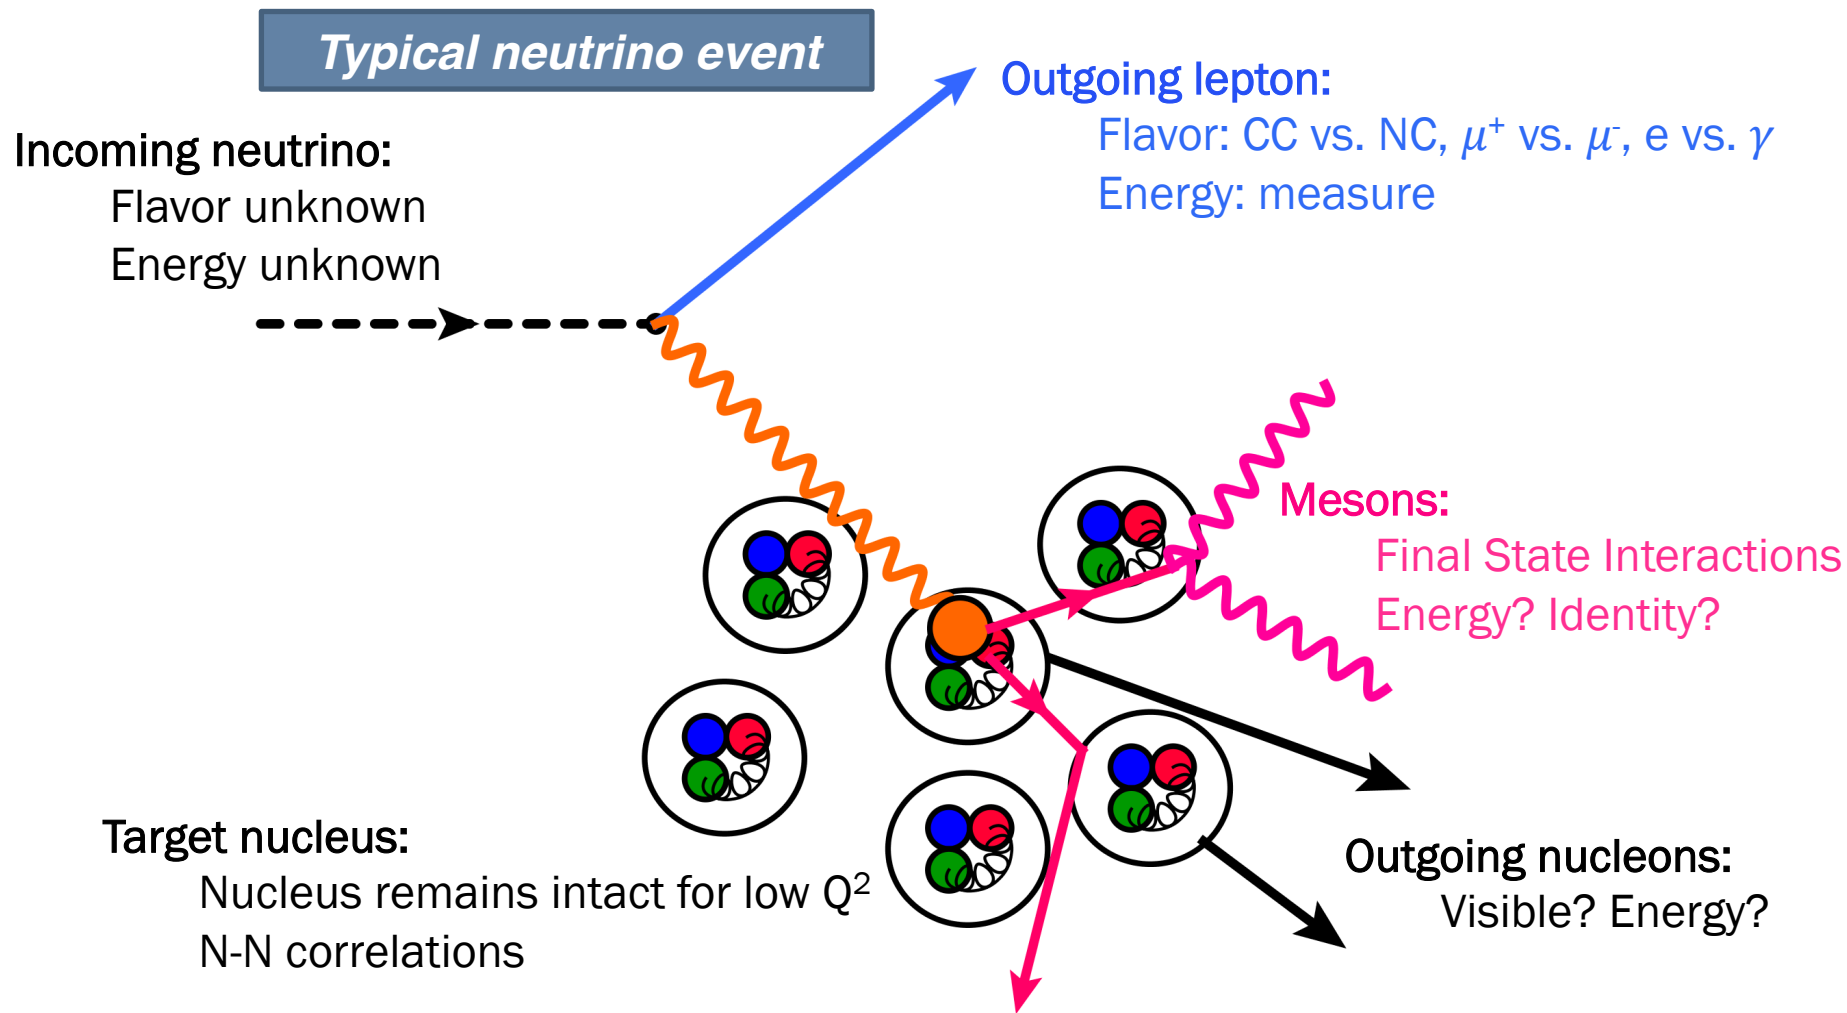 Typical neutrino event
Incoming neutrino:
Flavor unknown
Energy unknown
Outgoing lepton:
Flavor: CC vs. NC, μ⁺ vs. μ⁻, e vs. γ
Energy: measure
Mesons:
Final State Interactions
Energy? Identity?
Target nucleus:
Nucleus remains intact for low Q²
N-N correlations
Outgoing nucleons:
Visible? Energy?